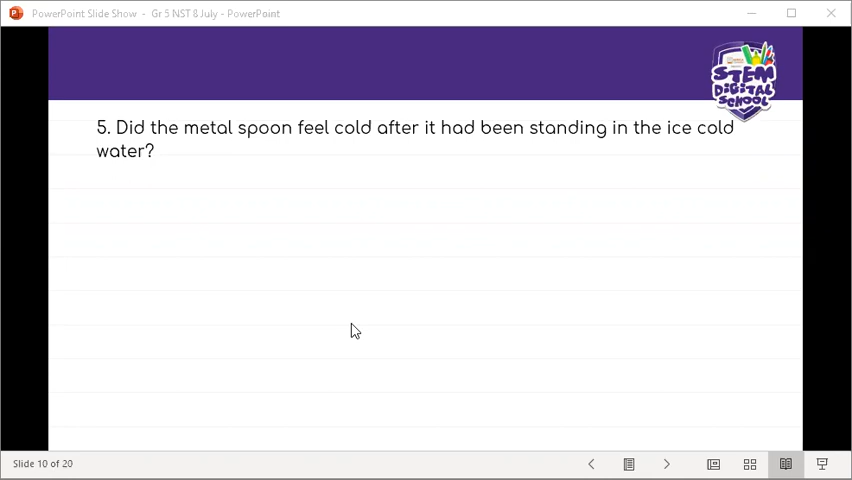 PowerPoint Slide Show - Gr 5 NST 8 July - PowerPoint
STEM
DIGITAL
SCHOOL
5. Did the metal spoon feel cold after it had been standing in the ice cold
water?
Slide 10 of 20